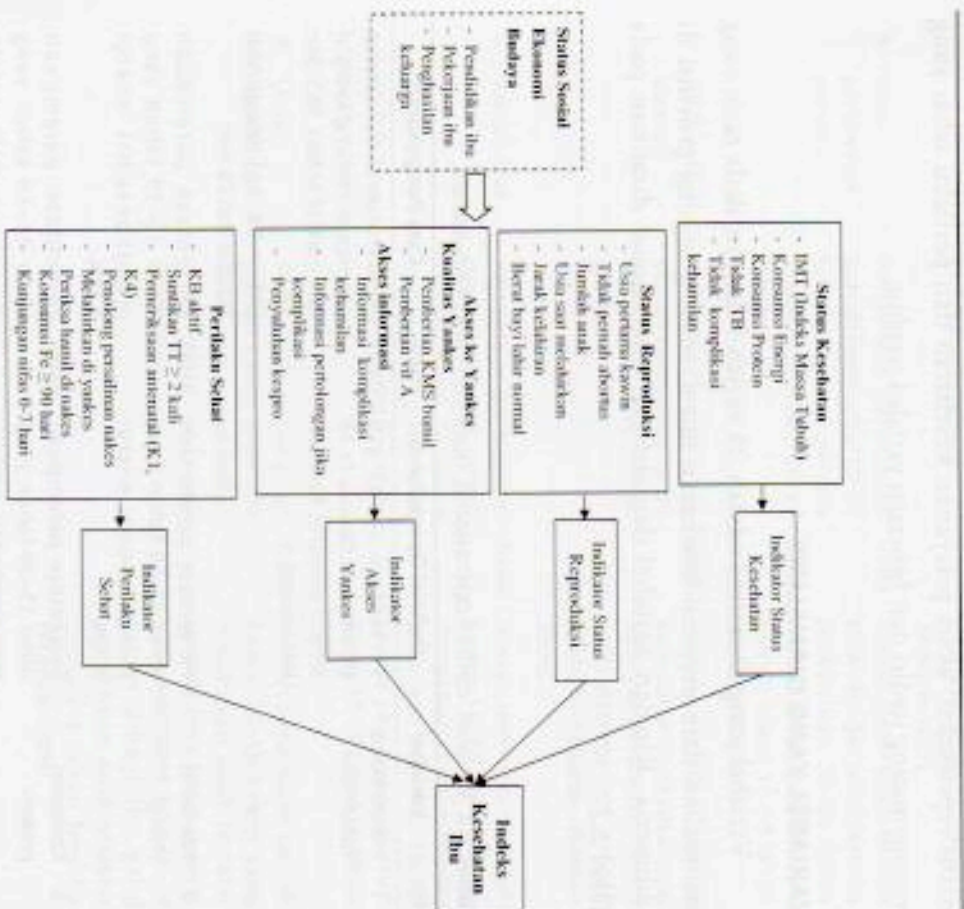 Status Sosial
Ekonomi
Budaya
- Pendidikan ibu
- Pekerjaan ibu
- Penghasilan
keluarga
Status Kesehatan
- IMT (Indeks Massa Tubuh)
- Konsumsi Energi
- Konsumsi Protein
- Tidak TB
- Tidak komplikasi
kehamilan
Indikator Status
Kesehatan
Status Reproduksi
- Usia pertama kawin
- Tidak pernah abortus
- Jumlah anak
- Usia saat melahirkan
- Jarak kelahiran
- Berat bayi lahir normal
Indikator Status
Reproduksi
Akses ke Yankes
Kualitas Yankes
- Pemberian KMS bumil
- Pemberian vit A
Akses informasi
- Informasi komplikasi
kehamilan
- Informasi pertolongan jika
komplikasi
- Penyuluhan kespro
Indikator
Akses
Yankes
Perilaku Sehat
- KB aktif
- Suntikan TT ≥ 2 kali
- Pemeriksaan antenatal (K1,
K4)
- Penolong persalinan nakes
- Melahirkan di yankes
- Periksa hamil di nakes
- Konsumsi Fe ≥ 90 hari
- Kunjungan nifas 0-7 hari
Indikator
Perilaku
Sehat
Indeks
Kesehatan
Ibu